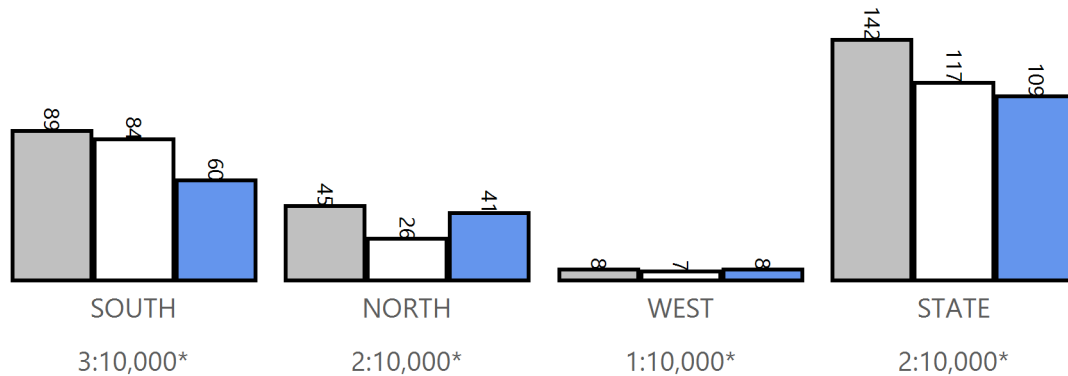 89 84 60 45 26 41 8 7 8 142 117 109
SOUTH NORTH WEST STATE
3:10,000* 2:10,000* 1:10,000* 2:10,000*